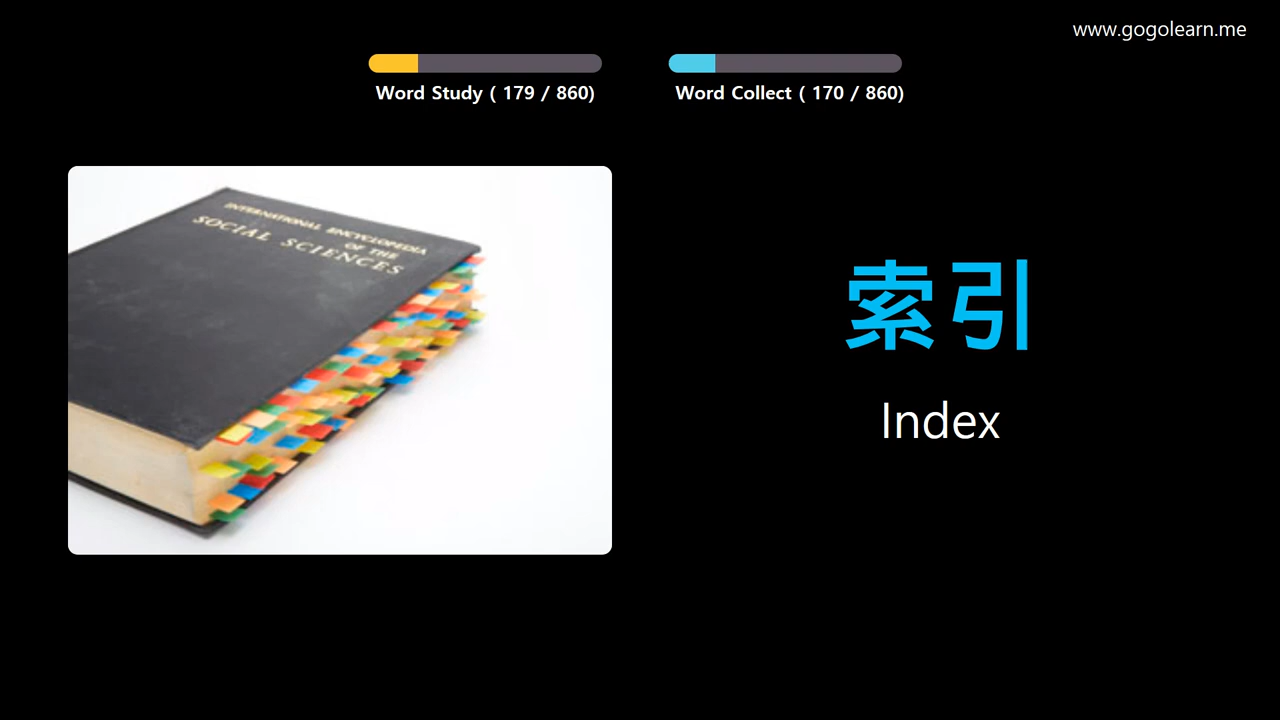 www.gogolearn.me
Word Study ( 179 / 860)
Word Collect ( 170 / 860)
INTERNATIONAL ENCYCLOPEDIA
OF THE
SOCIAL SCIENCES
索引
Index